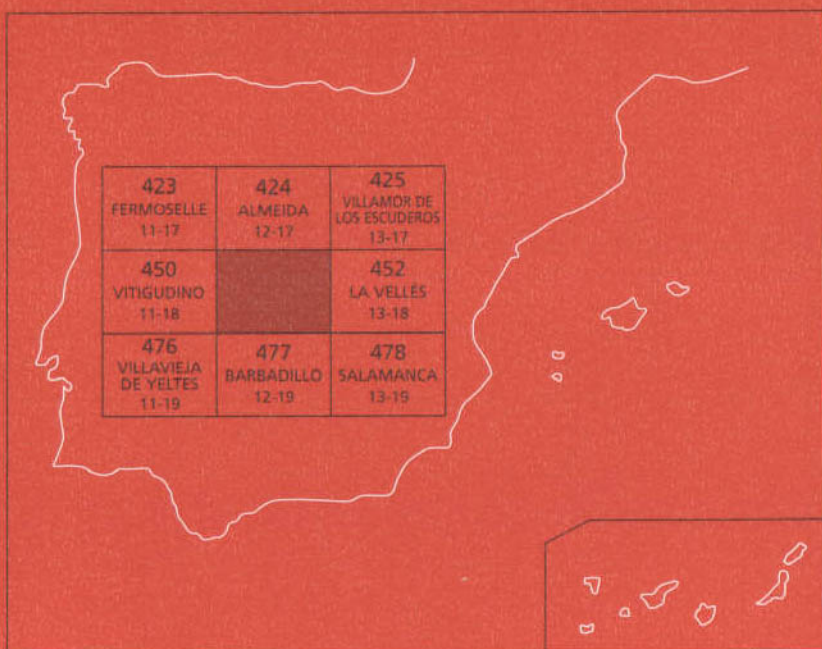 423
FERMOSELLE
11-17
424
ALMEIDA
12-17
425
VILLAMOR DE
LOS ESCUDEROS
13-17
450
VITIGUDINO
11-18
452
LA VELLÉS
13-18
476
VILLAVIEJA
DE YELTES
11-19
477
BARBADILLO
12-19
478
SALAMANCA
13-19